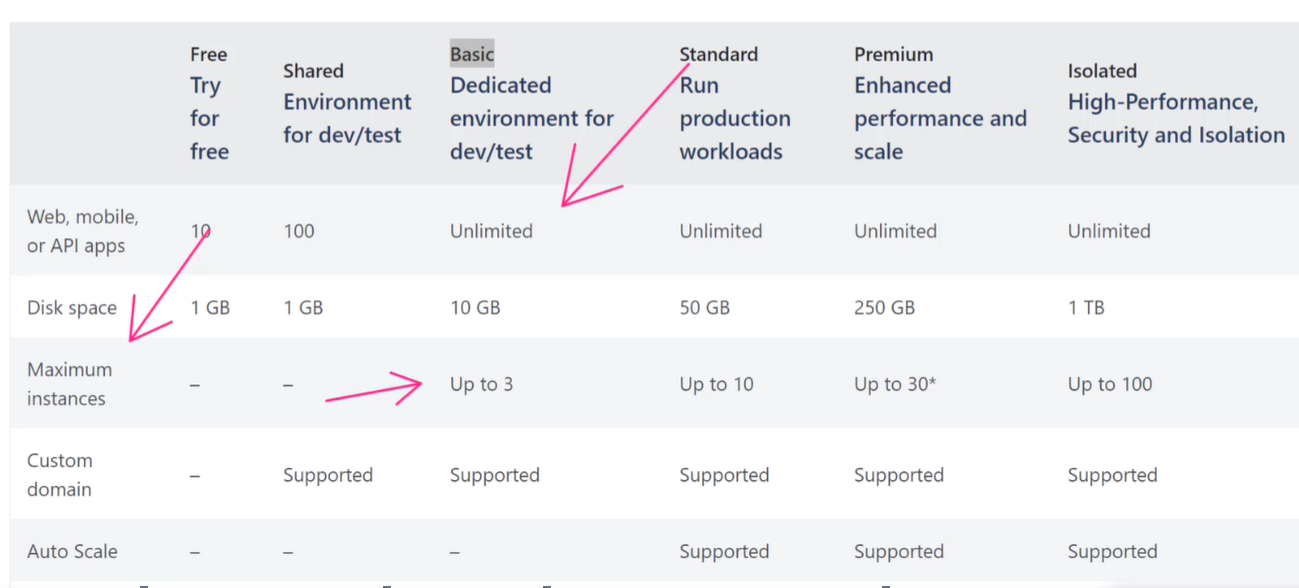 Free
Try
for
free
Shared
Environment
for dev/test
Basic
Dedicated
environment for
dev/test
Standard
Run
production
workloads
Premium
Enhanced
performance and
scale
Isolated
High-Performance,
Security and Isolation
Web, mobile,
or API apps
10
100
Unlimited
Unlimited
Unlimited
Unlimited
Disk space
1 GB
1 GB
10 GB
50 GB
250 GB
1 TB
Maximum
instances
–
–
Up to 3
Up to 10
Up to 30*
Up to 100
Custom
domain
–
Supported
Supported
Supported
Supported
Supported
Auto Scale
–
–
–
Supported
Supported
Supported